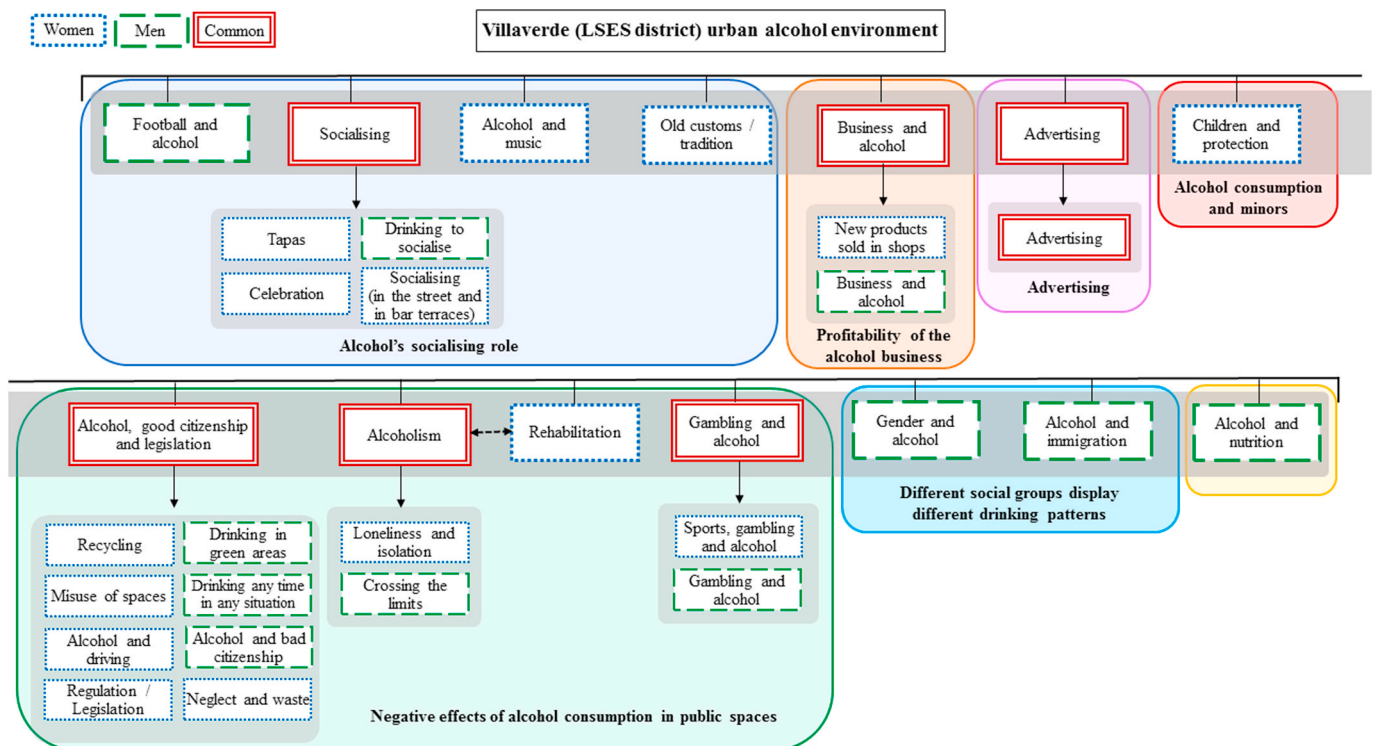 Women
Men
Common
Villaverde (LSES district) urban alcohol environment
Football and
alcohol
Socialising
Alcohol and
music
Old customs /
tradition
Business and
alcohol
Advertising
Children and
protection
Alcohol consumption
and minors
Tapas
Drinking to
socialise
Celebration
Socialising
(in the street and
in bar terraces)
Alcohol's socialising role
New products
sold in shops
Business and
alcohol
Profitability of the
alcohol business
Advertising
Advertising
Alcohol, good citizenship
and legislation
Alcoholism
Rehabilitation
Gambling and
alcohol
Gender and
alcohol
Alcohol and
immigration
Alcohol and
nutrition
Different social groups display
different drinking patterns
Recycling
Drinking in
green areas
Misuse of spaces
Drinking any time
in any situation
Alcohol and
driving
Alcohol and bad
citizenship
Regulation /
Legislation
Neglect and waste
Loneliness and
isolation
Crossing the
limits
Sports, gambling
and alcohol
Gambling and
alcohol
Negative effects of alcohol consumption in public spaces